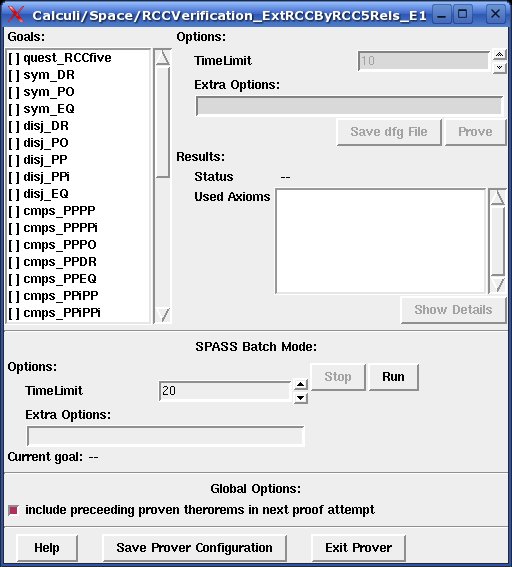 Calculi/Space/RCCVerification_ExtRCCByRCC5Rels_E1
Goals:
[ ] quest_RCCfive
[ ] sym_DR
[ ] sym_PO
[ ] sym_EQ
[ ] disj_DR
[ ] disj_PO
[ ] disj_PP
[ ] disj_PPi
[ ] disj_EQ
[ ] cmps_PPPP
[ ] cmps_PPPPi
[ ] cmps_PPPO
[ ] cmps_PPDR
[ ] cmps_PPEQ
[ ] cmps_PPiPP
[ ] cmps_PPiPPi
Options:
TimeLimit 10
Extra Options:
Save dfg File Prove
Results:
Status --
Used Axioms
Show Details
SPASS Batch Mode:
Options:
TimeLimit 20 Stop Run
Extra Options:
Current goal: --
Global Options:
include preceeding proven therorems in next proof attempt
Help Save Prover Configuration Exit Prover